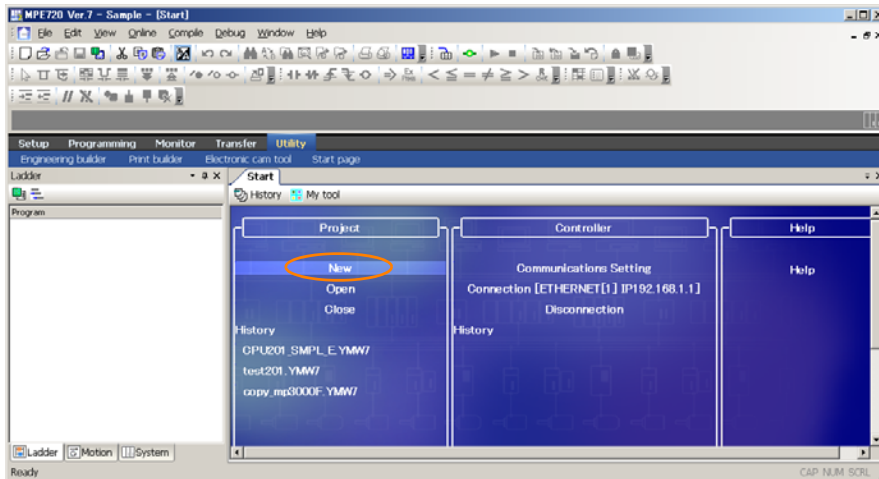 MPE720 Ver.7 - Sample - [Start]
File Edit View Online Compile Debug Window Help
Setup Programming Monitor Transfer Utility
Engineering builder Print builder Electronic cam tool Start page
Ladder
Start
History My tool
Program
Project
Controller
Help
New
Communications Setting
Help
Open
Connection [ETHERNET[1] IP192.168.1.1]
Close
Disconnection
History
History
CPU201_SMPL_E.YMW7
test201.YMW7
copy_mp3000F.YMW7
Ladder Motion System
Ready
CAP NUM SCRL